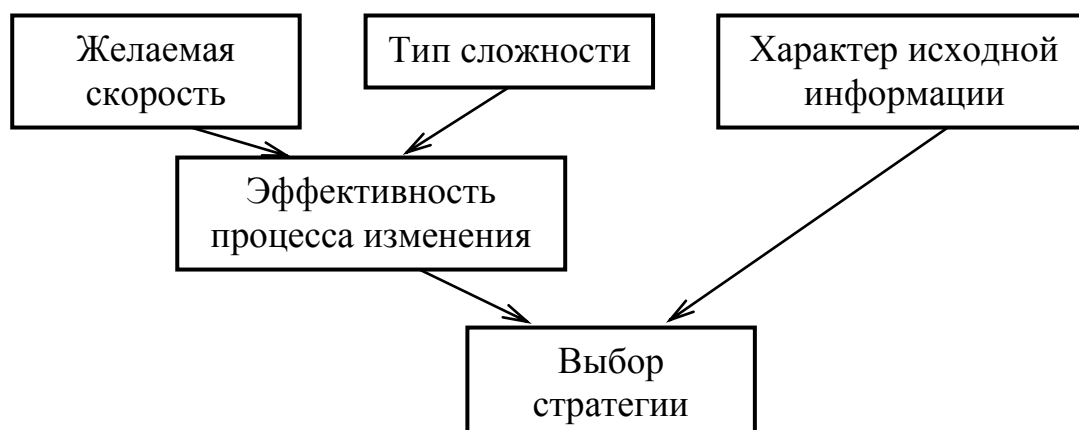 Желаемая
скорость
Тип сложности
Характер исходной
информации
Эффективность
процесса изменения
Выбор
стратегии